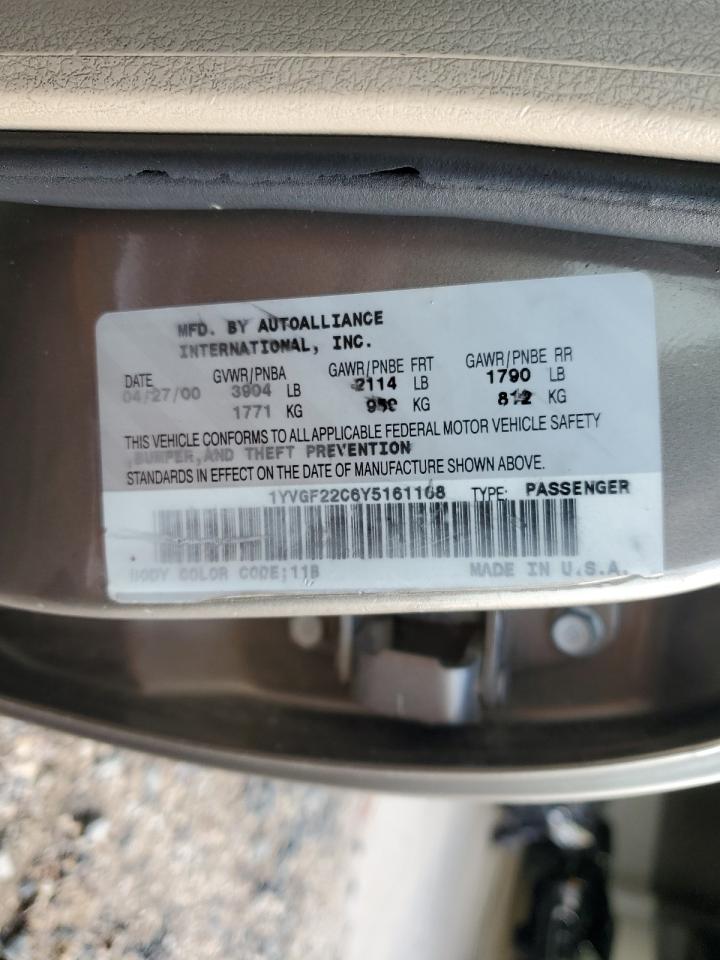 MFD. BY AUTOALLIANCE
INTERNATIONAL, INC.
DATE GVWR/PNBA GAWR/PNBE FRT GAWR/PNBE RR
04/27/00 3904 LB 2114 LB 1790 LB
1771 KG 959 KG 812 KG
THIS VEHICLE CONFORMS TO ALL APPLICABLE FEDERAL MOTOR VEHICLE SAFETY
,BUMPER,AND THEFT PREVENTION
STANDARDS IN EFFECT ON THE DATE OF MANUFACTURE SHOWN ABOVE.
1YVGF22C6Y5161168 TYPE: PASSENGER
BODY COLOR CODE;11B MADE IN U.S.A.